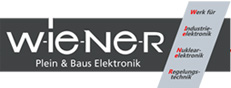 W-IE-NE-R
Plein & Baus Elektronik
Werk für
Industrie-
elektronik
Nuklear-
elektronik
Regelungs-
technik